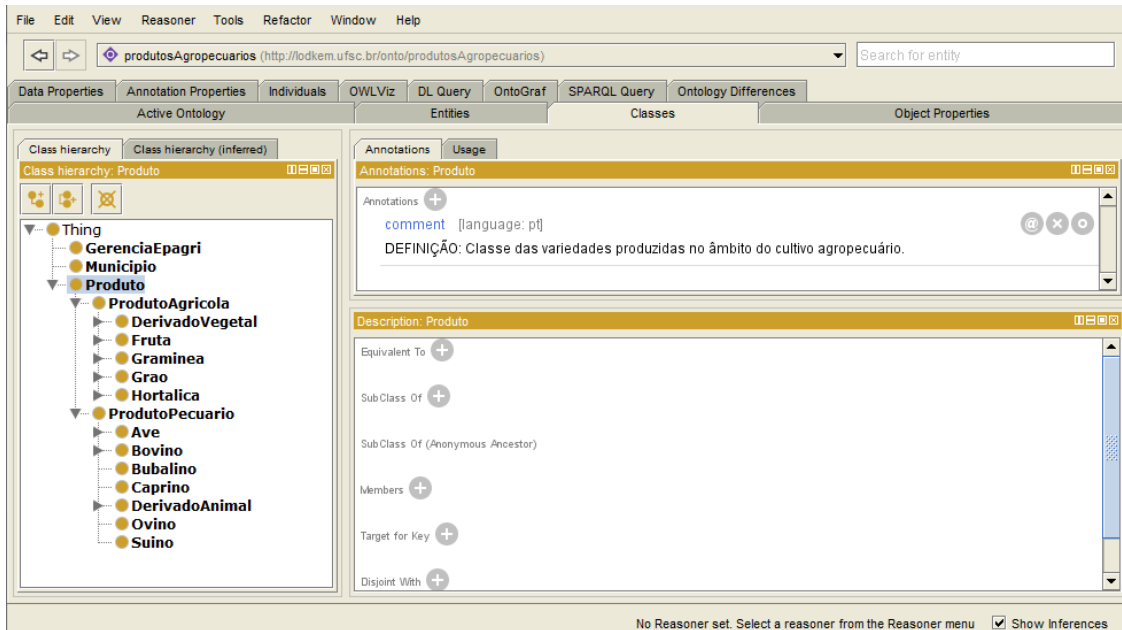 File Edit View Reasoner Tools Refactor Window Help
produtosAgropecuarios (http://lodkem.ufsc.br/onto/produtosAgropecuarios) Search for entity
Data Properties Annotation Properties Individuals OWLViz DL Query OntoGraf SPARQL Query Ontology Differences
Active Ontology Entities Classes Object Properties
Class hierarchy Class hierarchy (inferred)
Class hierarchy: Produto
Thing
GerenciaEpagri
Municipio
Produto
ProdutoAgricola
DerivadoVegetal
Fruta
Graminea
Grao
Hortalica
ProdutoPecuario
Ave
Bovino
Bubalino
Caprino
DerivadoAnimal
Ovino
Suino
Annotations Usage
Annotations: Produto
Annotations
comment [language: pt]
DEFINIÇÃO: Classe das variedades produzidas no âmbito do cultivo agropecuário.
Description: Produto
Equivalent To
SubClass Of
SubClass Of (Anonymous Ancestor)
Members
Target for Key
Disjoint With
No Reasoner set. Select a reasoner from the Reasoner menu Show Inferences